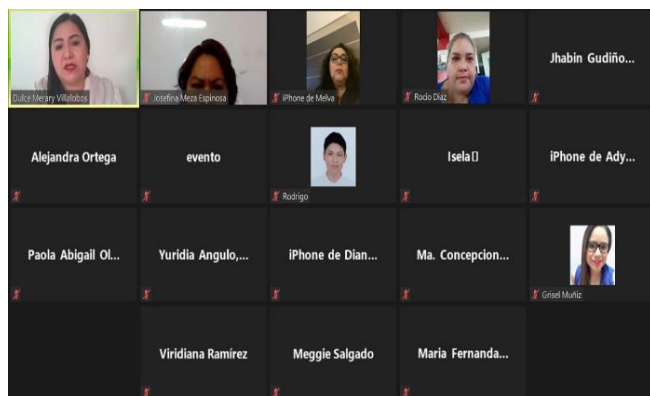 Dulce Merary Villalobos
Josefina Meza Espinosa
iPhone de Melva
Rocio Díaz
Jhabin Gudiño...
Alejandra Ortega
evento
Rodrigo
Isela▯
iPhone de Ady...
Paola Abigail Ol...
Yuridia Angulo,...
iPhone de Dian...
Ma. Concepcion...
Grisel Muñiz
Viridiana Ramírez
Meggie Salgado
Maria Fernanda...